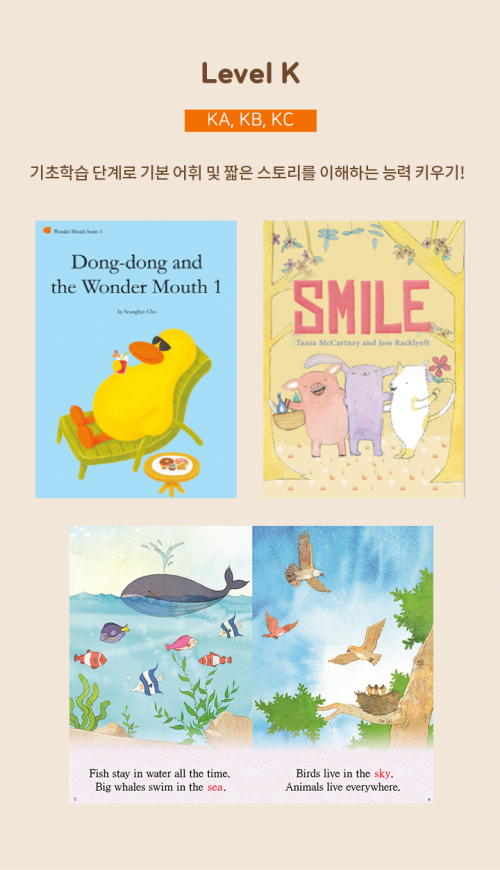 Level K
KA, KB, KC
기초학습 단계로 기본 어휘 및 짧은 스토리를 이해하는 능력 키우기!
Wonder Mouth Series 1
Dong-dong and
the Wonder Mouth 1
by Seunghye Cho
SMILE
Tania McCartney and Jess Racklyeft
Fish stay in water all the time.
Big whales swim in the sea.
5
Birds live in the sky.
Animals live everywhere.
6